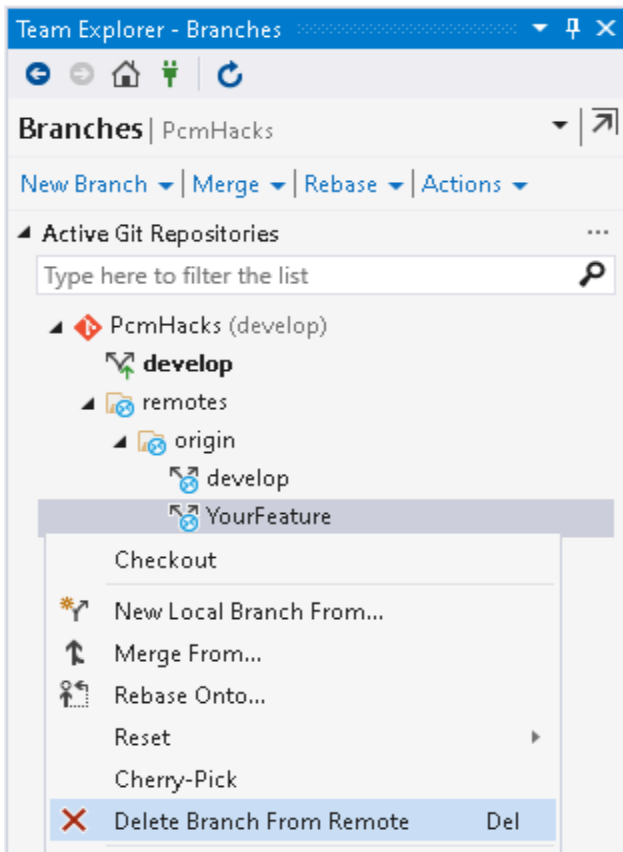 Team Explorer - Branches
Branches | PcmHacks
New Branch | Merge | Rebase | Actions
Active Git Repositories
Type here to filter the list
PcmHacks (develop)
develop
remotes
origin
develop
YourFeature
Checkout
New Local Branch From...
Merge From...
Rebase Onto...
Reset
Cherry-Pick
Delete Branch From Remote Del